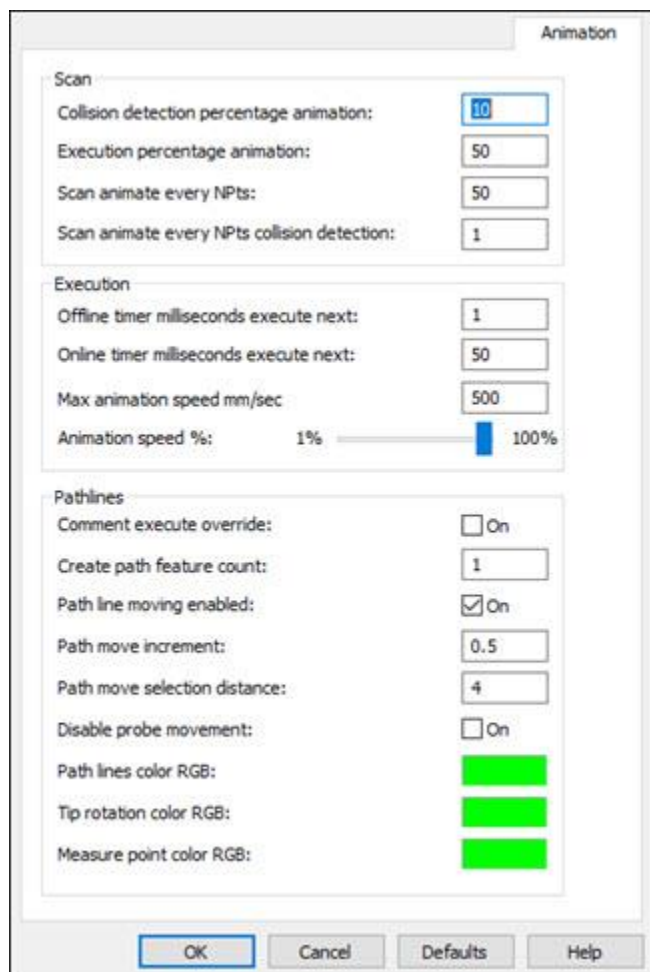 Animation
Scan
Collision detection percentage animation: 10
Execution percentage animation: 50
Scan animate every NPts: 50
Scan animate every NPts collision detection: 1
Execution
Offline timer milliseconds execute next: 1
Online timer milliseconds execute next: 50
Max animation speed mm/sec 500
Animation speed %: 1% 100%
Pathlines
Comment execute override: On
Create path feature count: 1
Path line moving enabled: On
Path move increment: 0.5
Path move selection distance: 4
Disable probe movement: On
Path lines color RGB:
Tip rotation color RGB:
Measure point color RGB:
OK Cancel Defaults Help